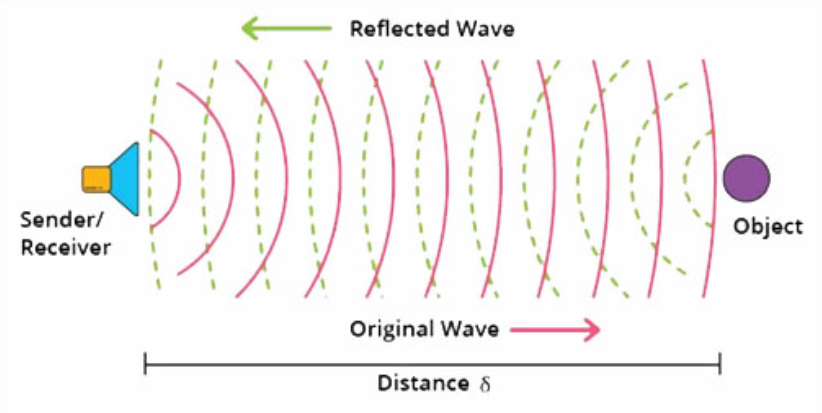 Reflected Wave
Sender/
Receiver
Object
Original Wave
Distance δ